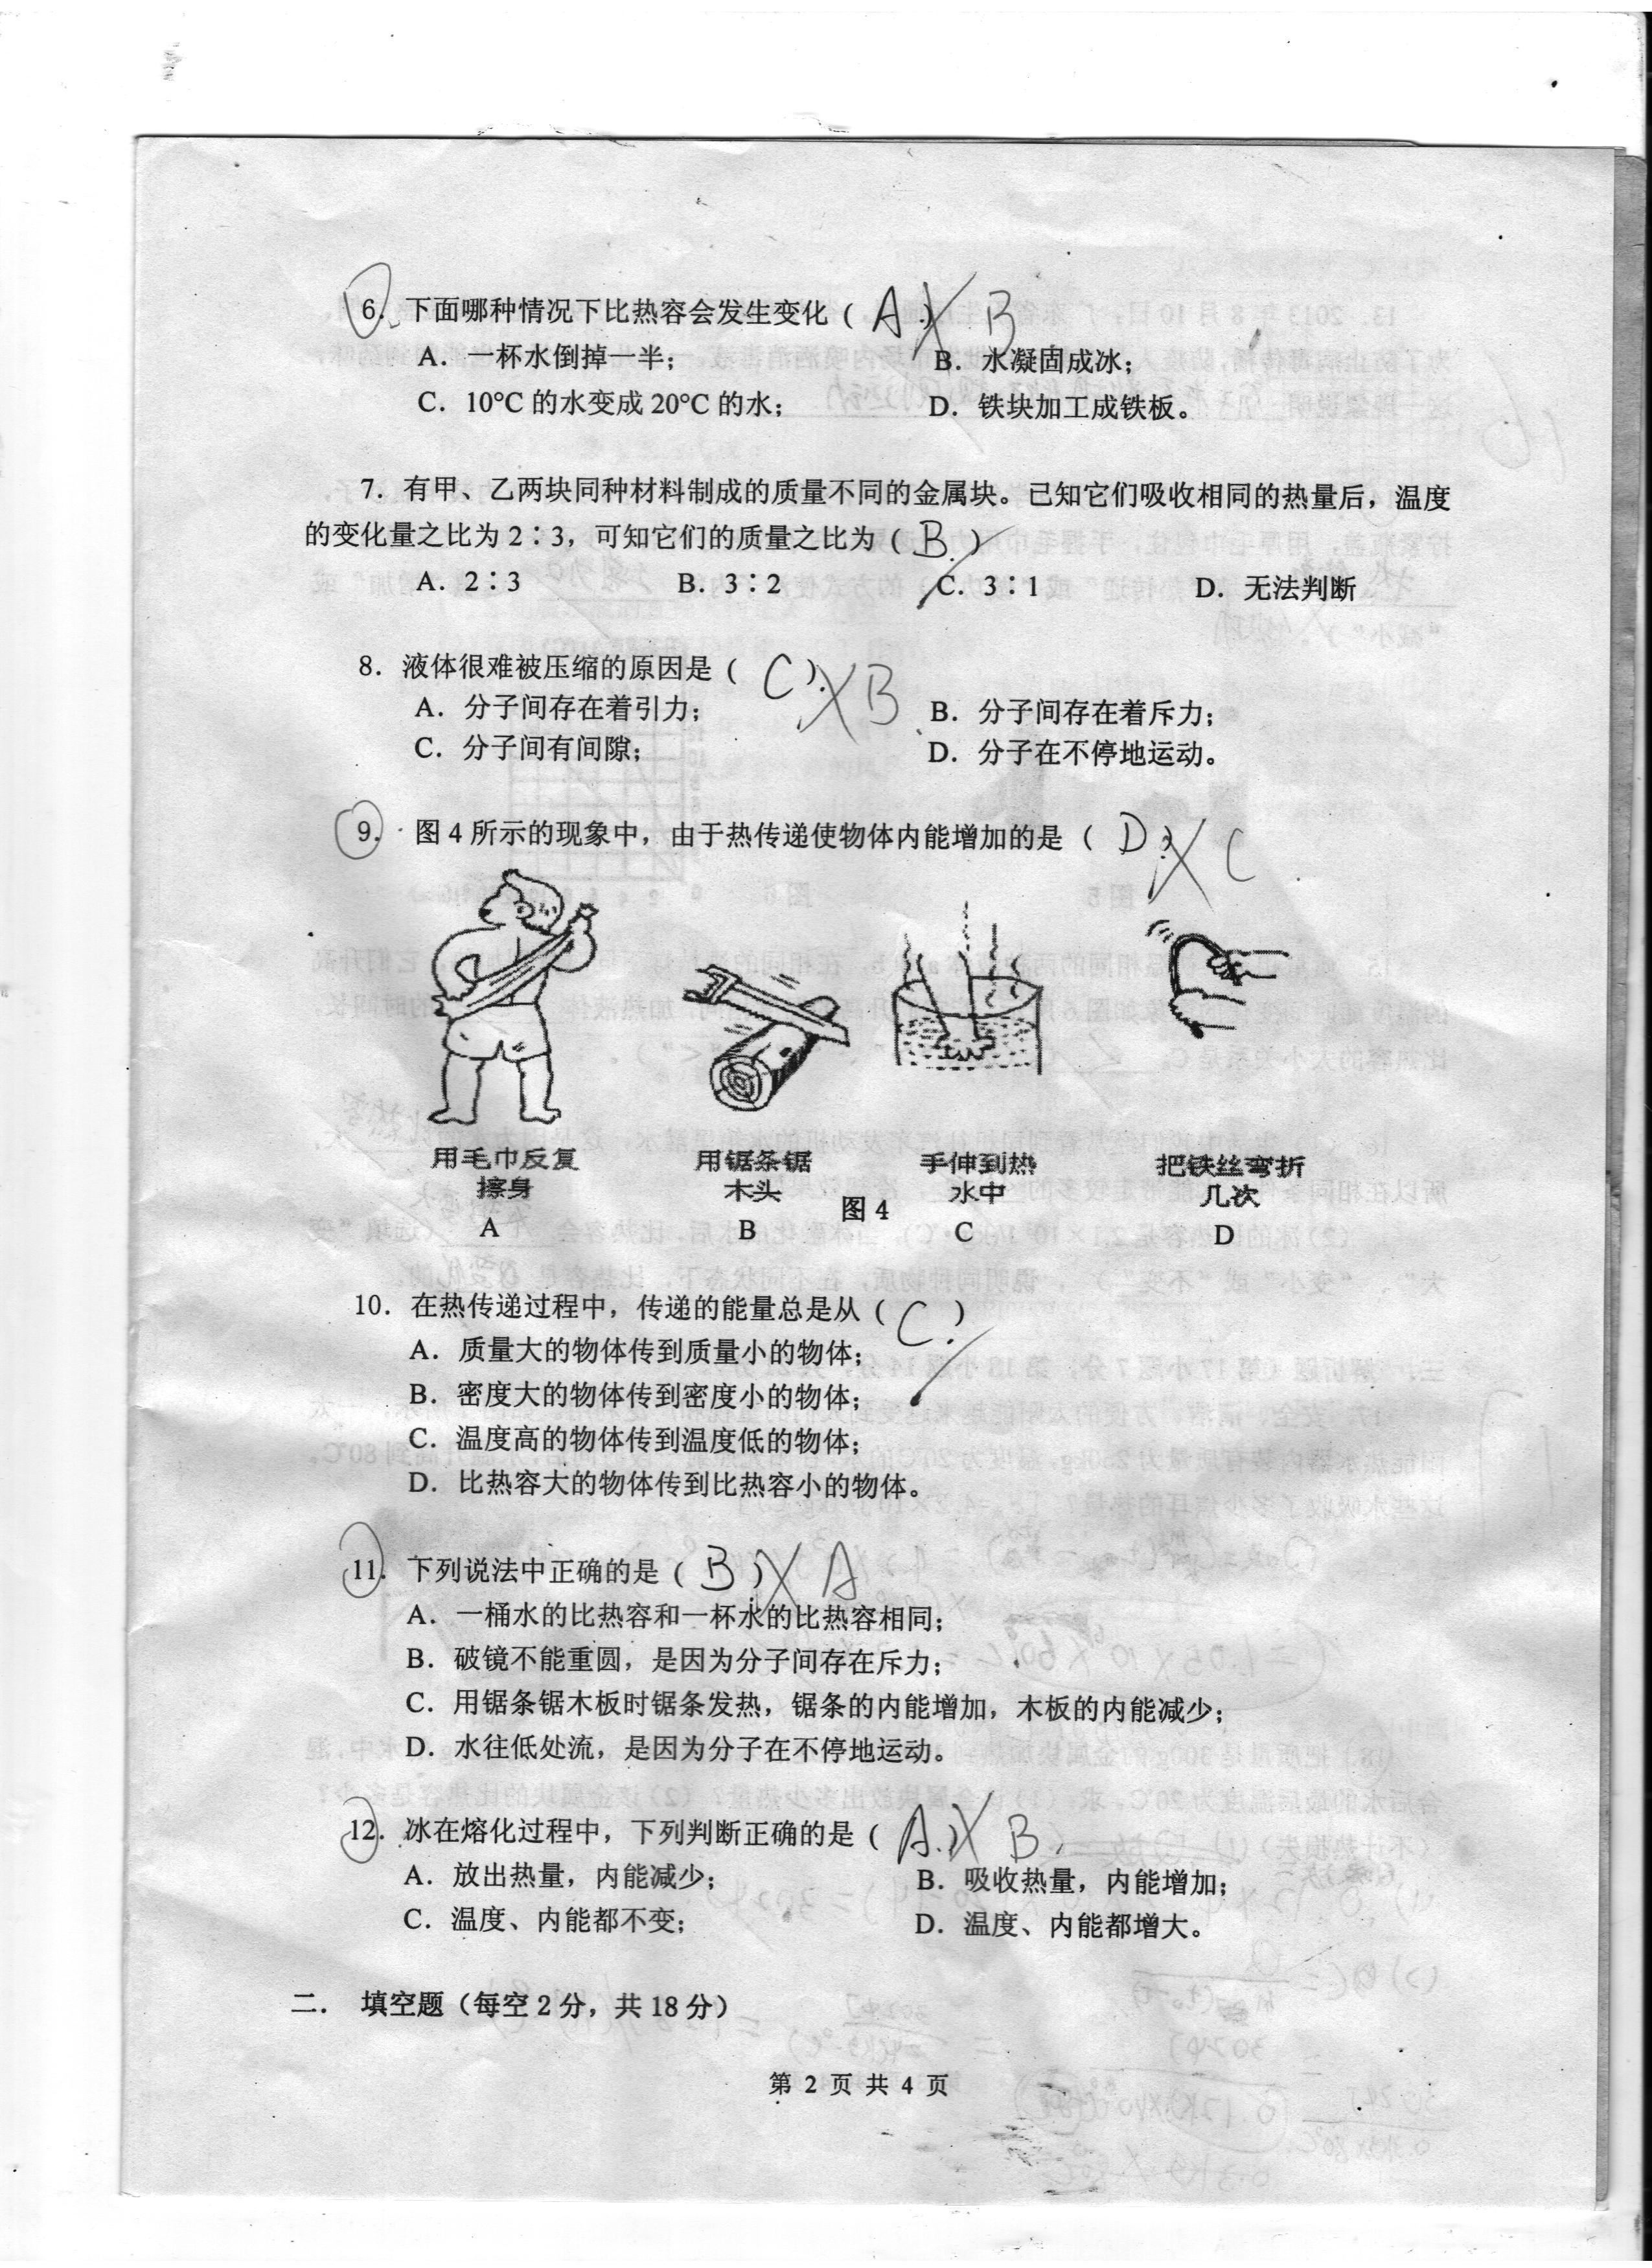 6. 下面哪种情况下比热容会发生变化( A ) B
A. 一杯水倒掉一半; B. 水凝固成冰;
C. 10°C 的水变成 20°C 的水; D. 铁块加工成铁板。
7. 有甲、乙两块同种材料制成的质量不同的金属块。已知它们吸收相同的热量后,温度
的变化量之比为 2∶3,可知它们的质量之比为( B )
A. 2∶3 B. 3∶2 C. 3∶1 D. 无法判断
8. 液体很难被压缩的原因是( C ) B
A. 分子间存在着引力; B. 分子间存在着斥力;
C. 分子间有间隙; D. 分子在不停地运动。
9. 图 4 所示的现象中,由于热传递使物体内能增加的是( D ) C
用毛巾反复 用锯条锯 手伸到热 把铁丝弯折
擦身 木头 水中 几次
图 4
A B C D
10. 在热传递过程中,传递的能量总是从( C )
A. 质量大的物体传到质量小的物体;
B. 密度大的物体传到密度小的物体;
C. 温度高的物体传到温度低的物体;
D. 比热容大的物体传到比热容小的物体。
11. 下列说法中正确的是( B ) A
A. 一桶水的比热容和一杯水的比热容相同;
B. 破镜不能重圆,是因为分子间存在斥力;
C. 用锯条锯木板时锯条发热,锯条的内能增加,木板的内能减少;
D. 水往低处流,是因为分子在不停地运动。
12. 冰在熔化过程中,下列判断正确的是( A ) B
A. 放出热量,内能减少; B. 吸收热量,内能增加;
C. 温度、内能都不变; D. 温度、内能都增大。
二. 填空题(每空 2 分,共 18 分)
第 2 页 共 4 页